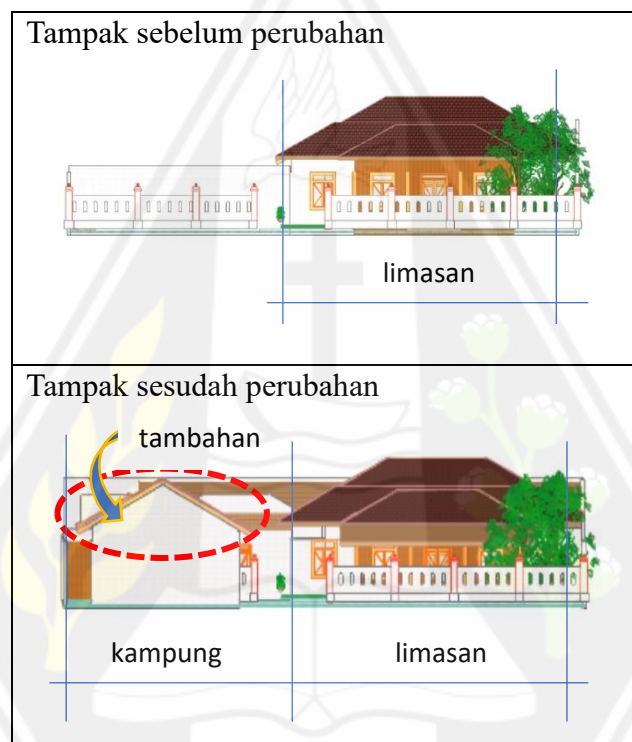 Tampak sebelum perubahan
limasan
Tampak sesudah perubahan
tambahan
kampung limasan